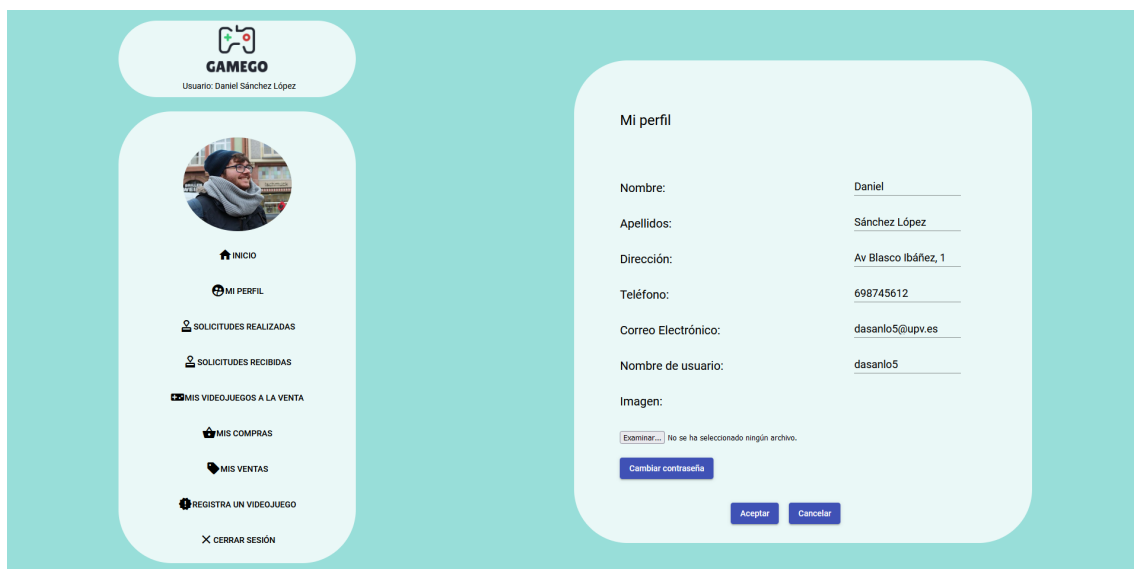 GAMEGO
Usuario: Daniel Sánchez López
INICIO
MI PERFIL
SOLICITUDES REALIZADAS
SOLICITUDES RECIBIDAS
MIS VIDEOJUEGOS A LA VENTA
MIS COMPRAS
MIS VENTAS
REGISTRA UN VIDEOJUEGO
CERRAR SESIÓN
Mi perfil
Nombre: Daniel
Apellidos: Sánchez López
Dirección: Av Blasco Ibáñez, 1
Teléfono: 698745612
Correo Electrónico: dasanlo5@upv.es
Nombre de usuario: dasanlo5
Imagen:
Examinar... No se ha seleccionado ningún archivo.
Cambiar contraseña
Aceptar Cancelar